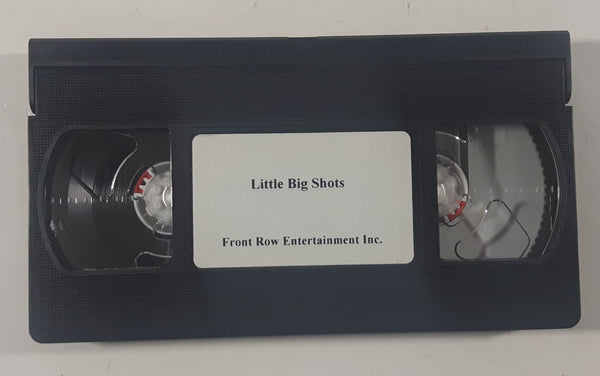 Little Big Shots
Front Row Entertainment Inc.